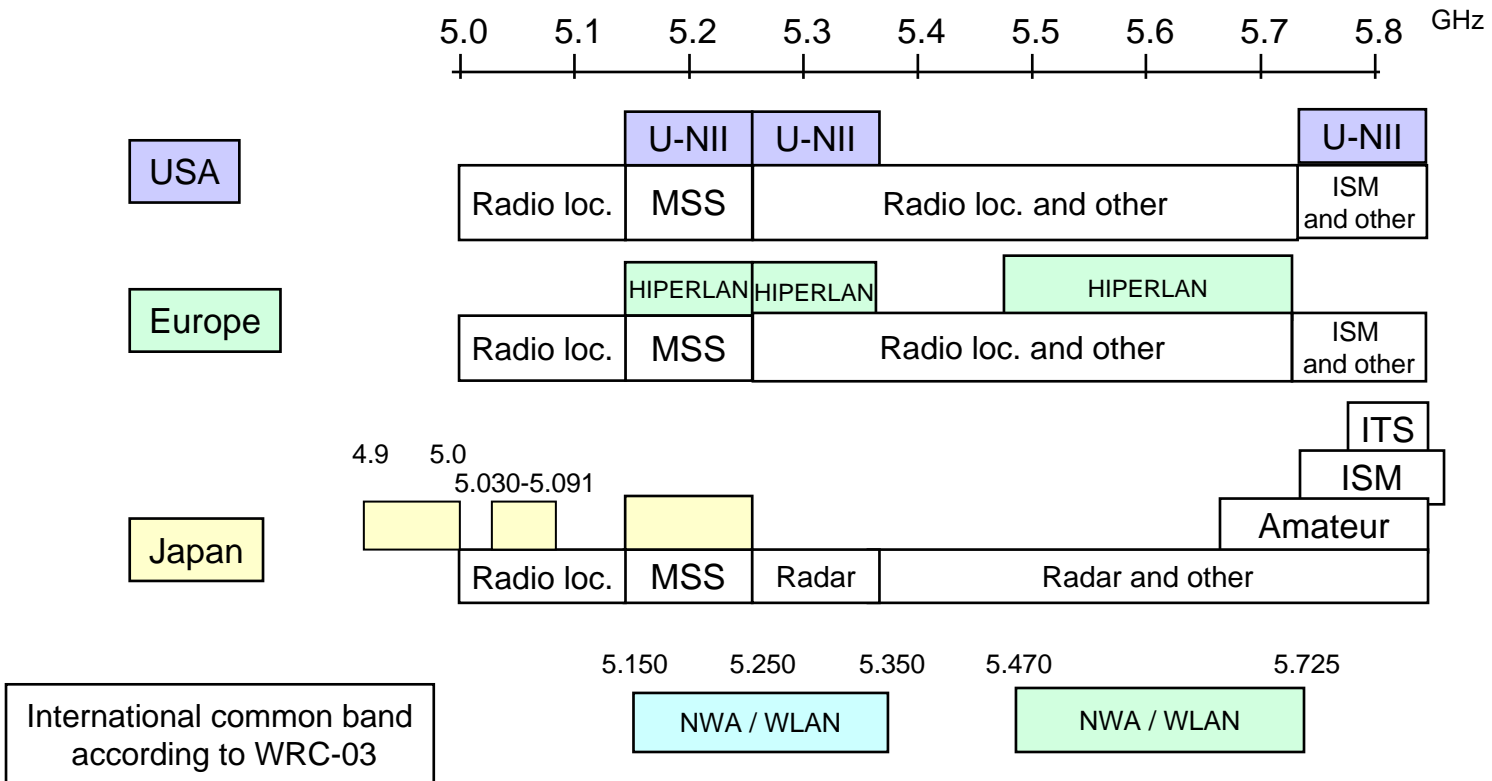 5.0 5.1 5.2 5.3 5.4 5.5 5.6 5.7 5.8 GHz
U-NII U-NII U-NII
USA
Radio loc. MSS Radio loc. and other ISM
and other
HIPERLAN HIPERLAN HIPERLAN
Europe
Radio loc. MSS Radio loc. and other ISM
and other
ITS
4.9 5.0
5.030-5.091
ISM
Amateur
Japan
Radio loc. MSS Radar Radar and other
5.150 5.250 5.350 5.470 5.725
International common band
according to WRC-03
NWA / WLAN NWA / WLAN